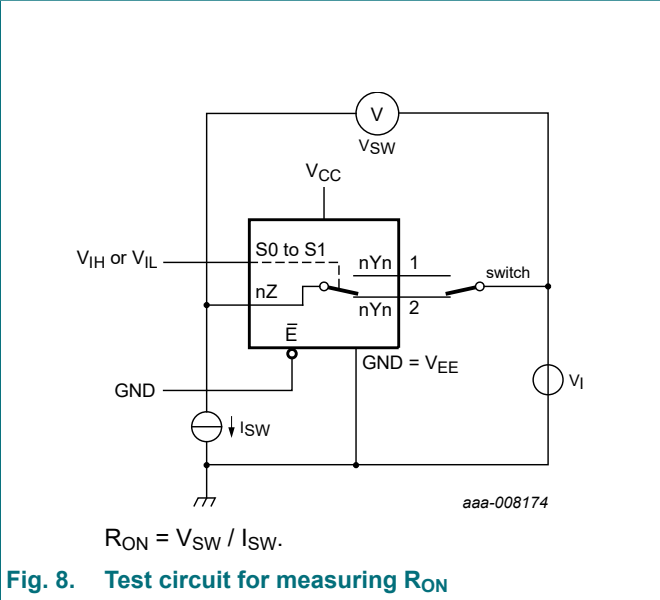 V
VSW
VCC
VIH or VIL
S0 to S1
nYn 1
switch
nZ
nYn 2
E̅
GND = VEE
VI
GND
ISW
aaa-008174
RON = VSW / ISW.
Fig. 8. Test circuit for measuring RON